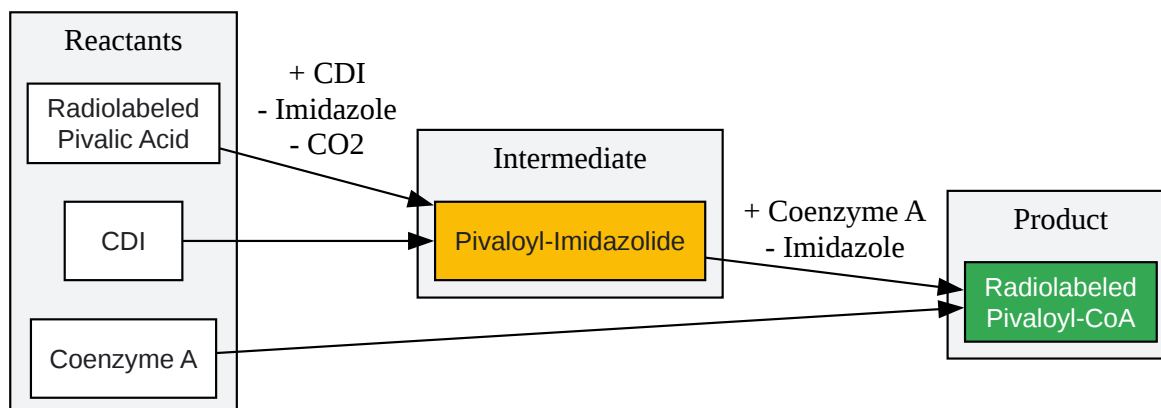 Reactants
Radiolabeled
Pivalic Acid
CDI
Coenzyme A
+ CDI
- Imidazole
- CO2
Intermediate
Pivaloyl-Imidazolide
+ Coenzyme A
- Imidazole
Product
Radiolabeled
Pivaloyl-CoA